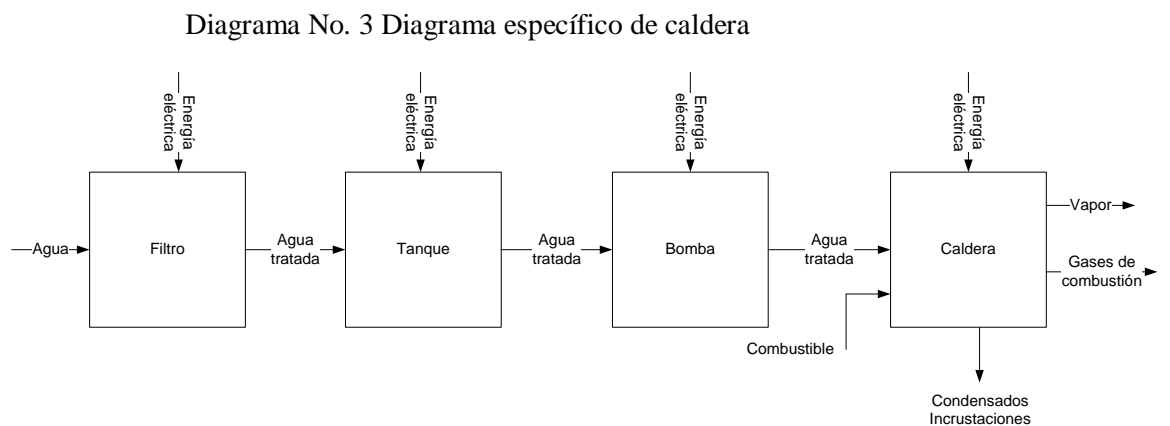 Diagrama No. 3 Diagrama específico de caldera
Energía
eléctrica
Energía
eléctrica
Energía
eléctrica
Energía
eléctrica
Agua
Filtro
Agua
tratada
Tanque
Agua
tratada
Bomba
Agua
tratada
Caldera
Vapor
Gases de
combustión
Combustible
Condensados
Incrustaciones